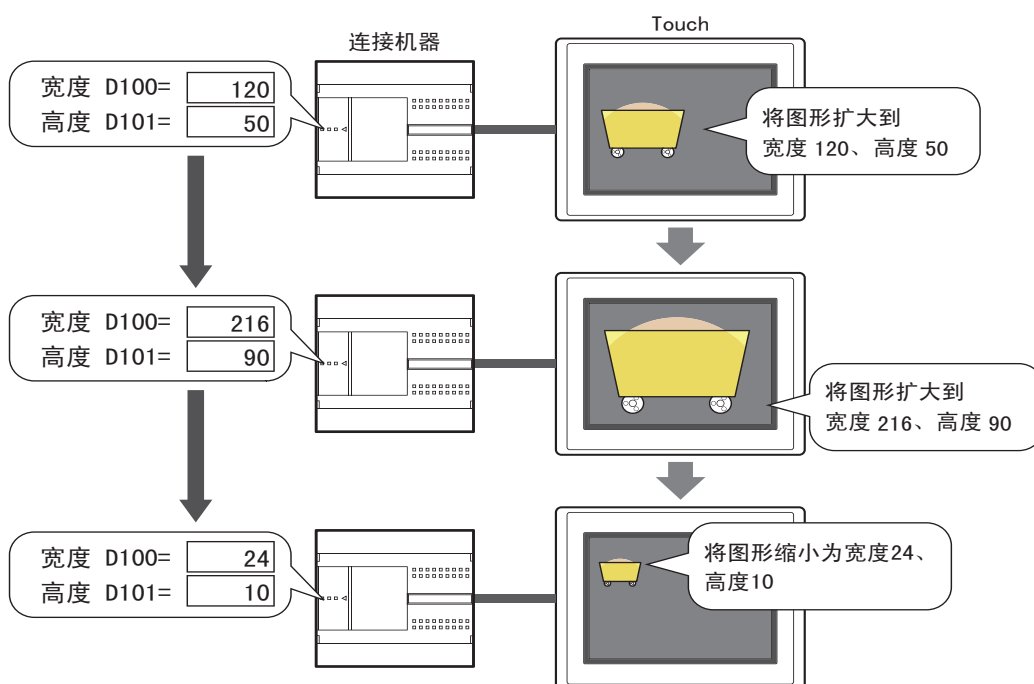 连接机器
Touch
宽度 D100= 120
高度 D101= 50
将图形扩大到
宽度 120、高度 50
宽度 D100= 216
高度 D101= 90
将图形扩大到
宽度 216、高度 90
宽度 D100= 24
高度 D101= 10
将图形缩小为宽度24、
高度10